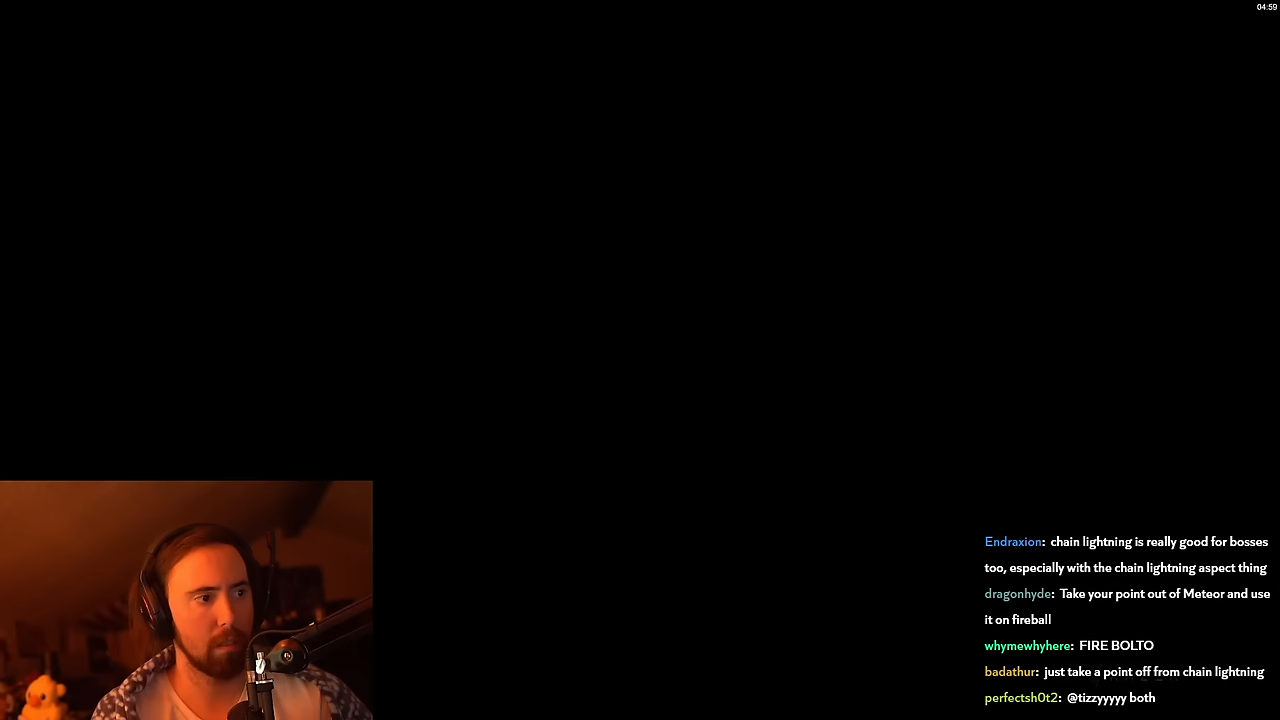 04:59
Endraxion: chain lightning is really good for bosses
too, especially with the chain lightning aspect thing
dragonhyde: Take your point out of Meteor and use
it on fireball
whymewhyhere: FIRE BOLTO
badathur: just take a point off from chain lightning
perfectsh0t2: @tizzyyyyy both